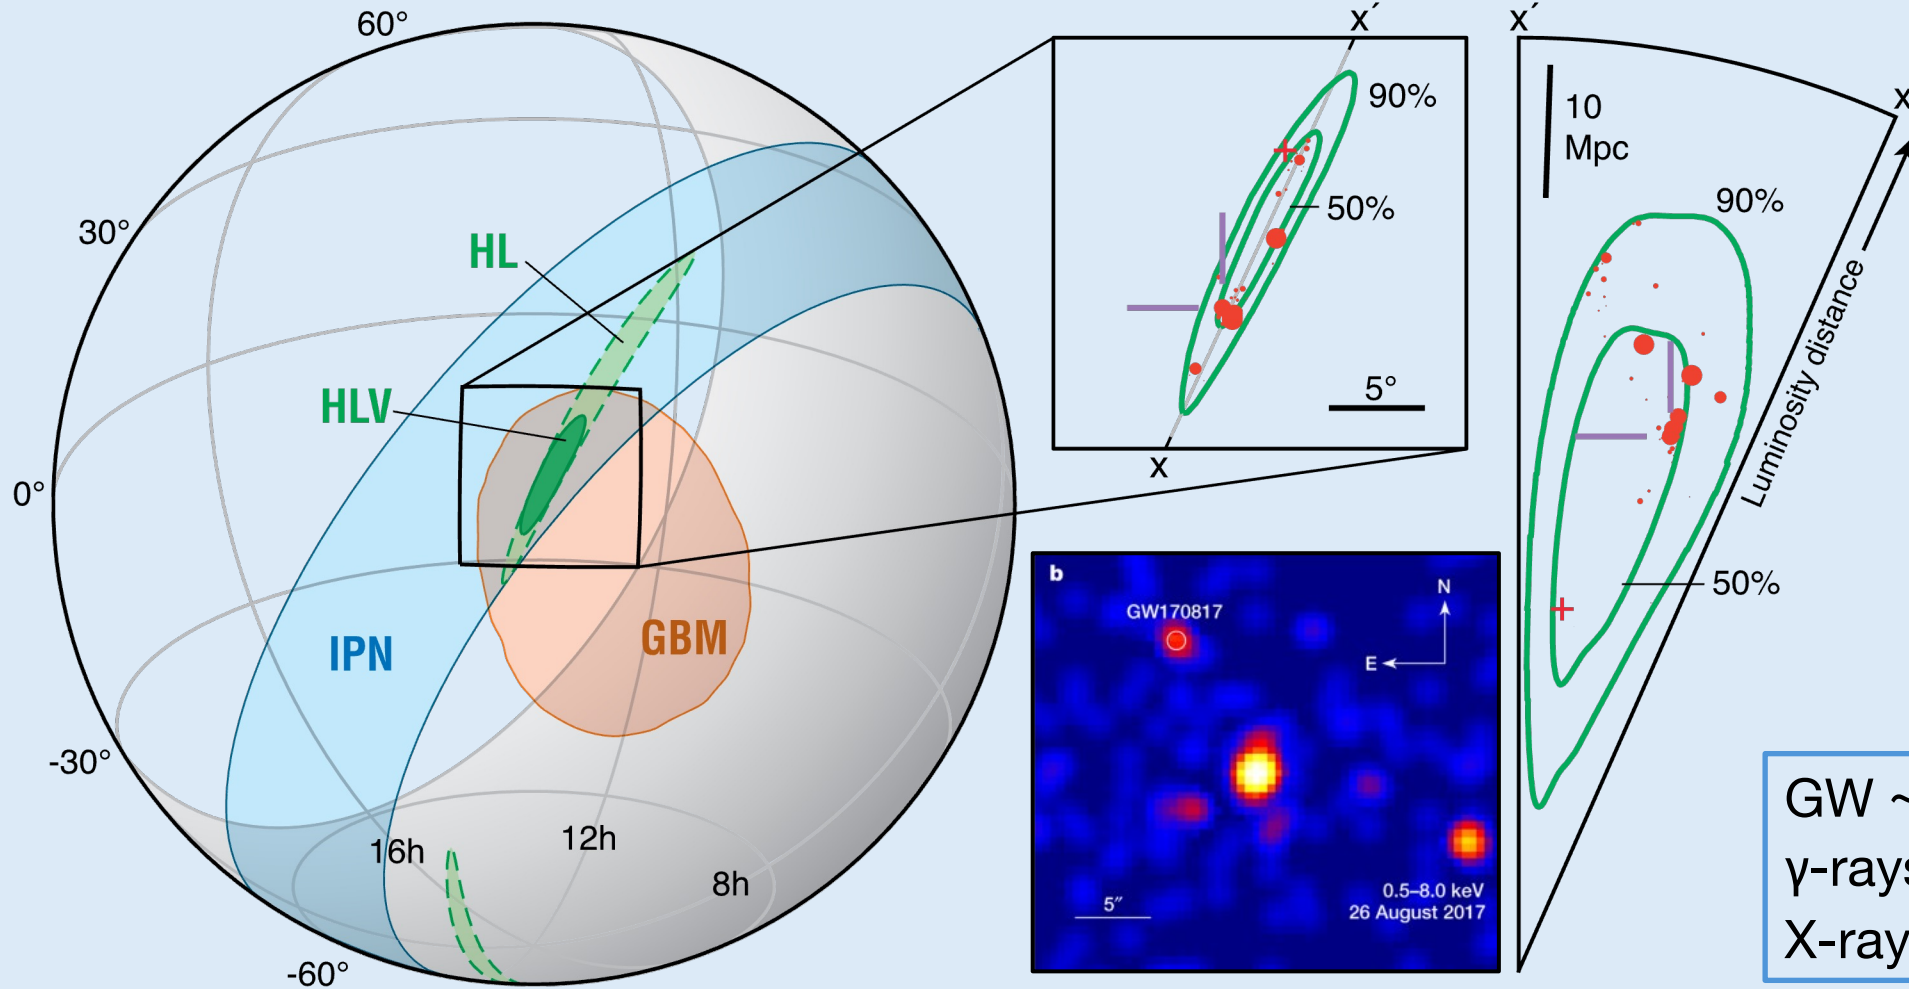 60°
30°
0°
-30°
-60°
HL
HLV
IPN
GBM
16h
12h
8h
x´
90%
50%
5°
x
b
GW170817
N
E
5″
0.5–8.0 keV
26 August 2017
x´
10
Mpc
x
90%
Luminosity distance
50%
GW ~
γ-rays
X-ray